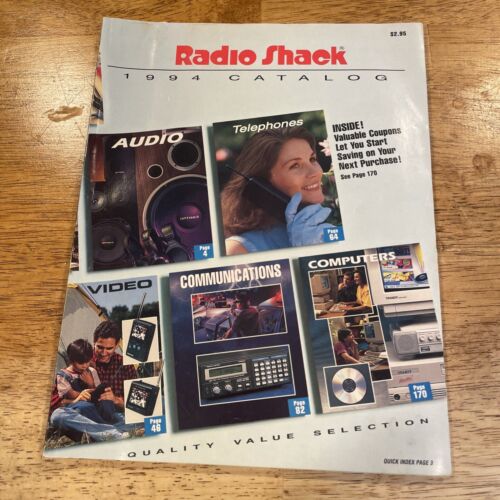 $2.95
Radio Shack®
1994 CATALOG
AUDIO
Page
4
Telephones
Page
64
INSIDE!
Valuable Coupons
Let You Start
Saving on Your
Next Purchase!
See Page 170
VIDEO
Page
46
COMMUNICATIONS
Page
82
COMPUTERS
Page
170
QUALITY VALUE SELECTION
QUICK INDEX PAGE 3